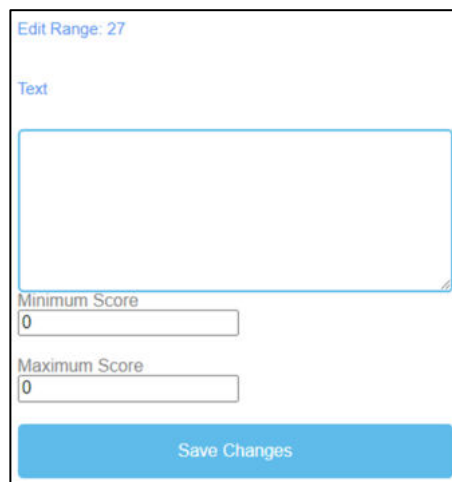 Edit Range: 27
Text
Minimum Score
0
Maximum Score
0
Save Changes